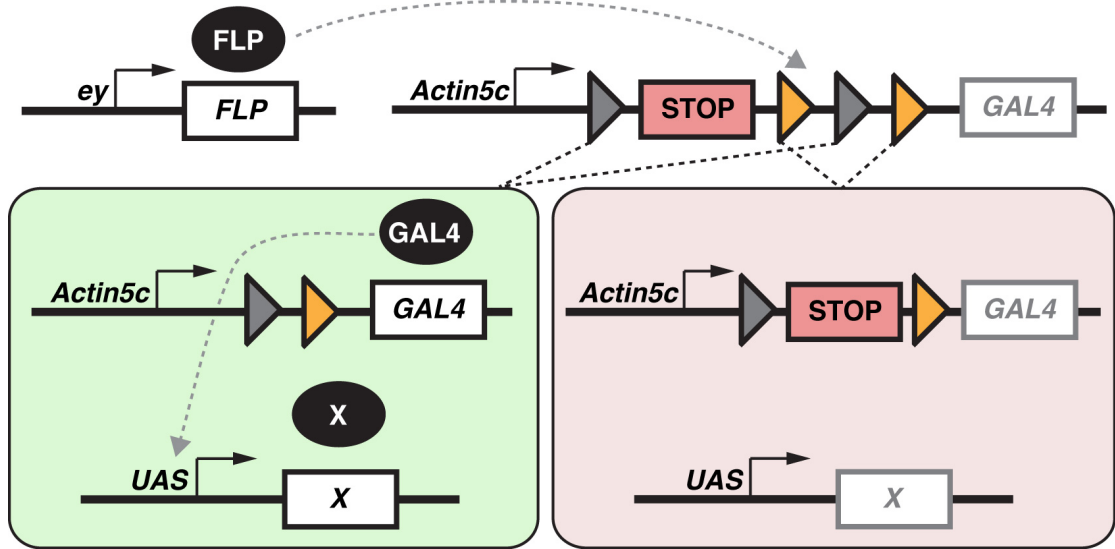 FLP
ey
FLP
Actin5c
STOP
GAL4
GAL4
Actin5c
GAL4
X
UAS
X
Actin5c
STOP
GAL4
UAS
X